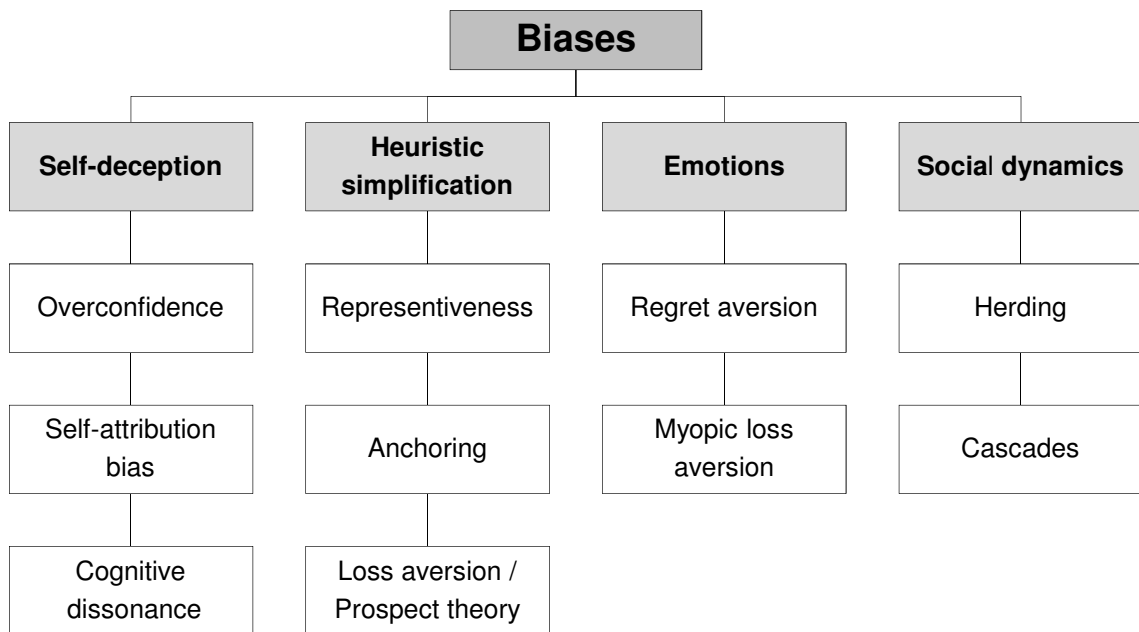 Biases
Self-deception
Heuristic
simplification
Emotions
Social dynamics
Overconfidence
Representiveness
Regret aversion
Herding
Self-attribution
bias
Anchoring
Myopic loss
aversion
Cascades
Cognitive
dissonance
Loss aversion /
Prospect theory